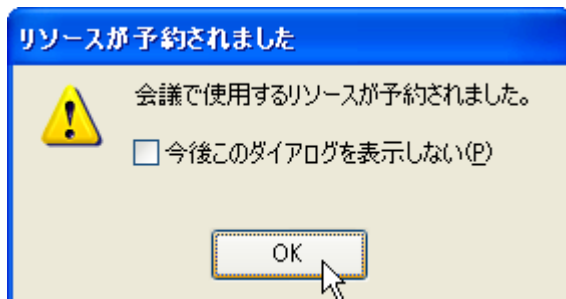 リソースが予約されました
会議で使用するリソースが予約されました。
今後このダイアログを表示しない(P)
OK